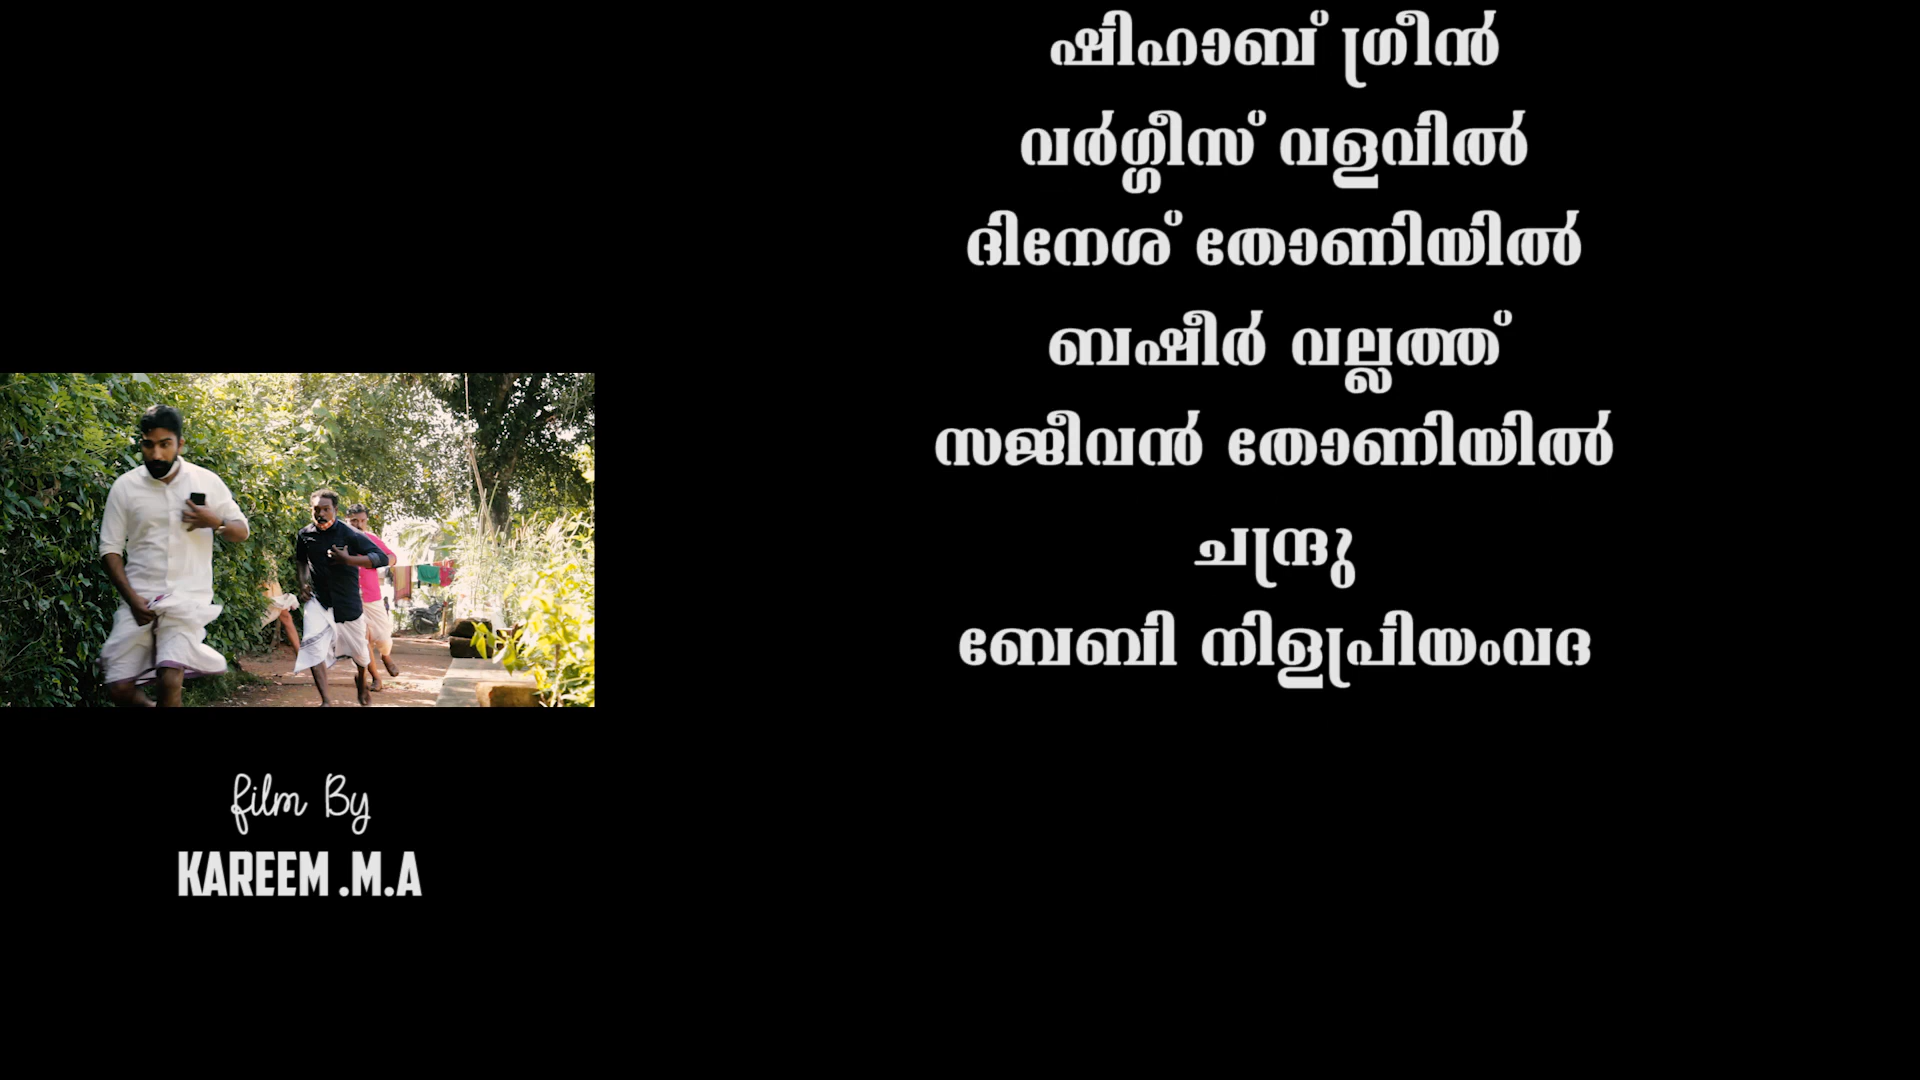 ഷിഹാബ് ഗ്രീൻ
വർഗ്ഗീസ് വളവിൽ
ദിനേശ് തോണിയിൽ
ബഷീർ വല്ലത്ത്
സജീവൻ തോണിയിൽ
ചന്ദ്രു
ബേബി നിളപ്രിയംവദ
film By
KAREEM .M.A